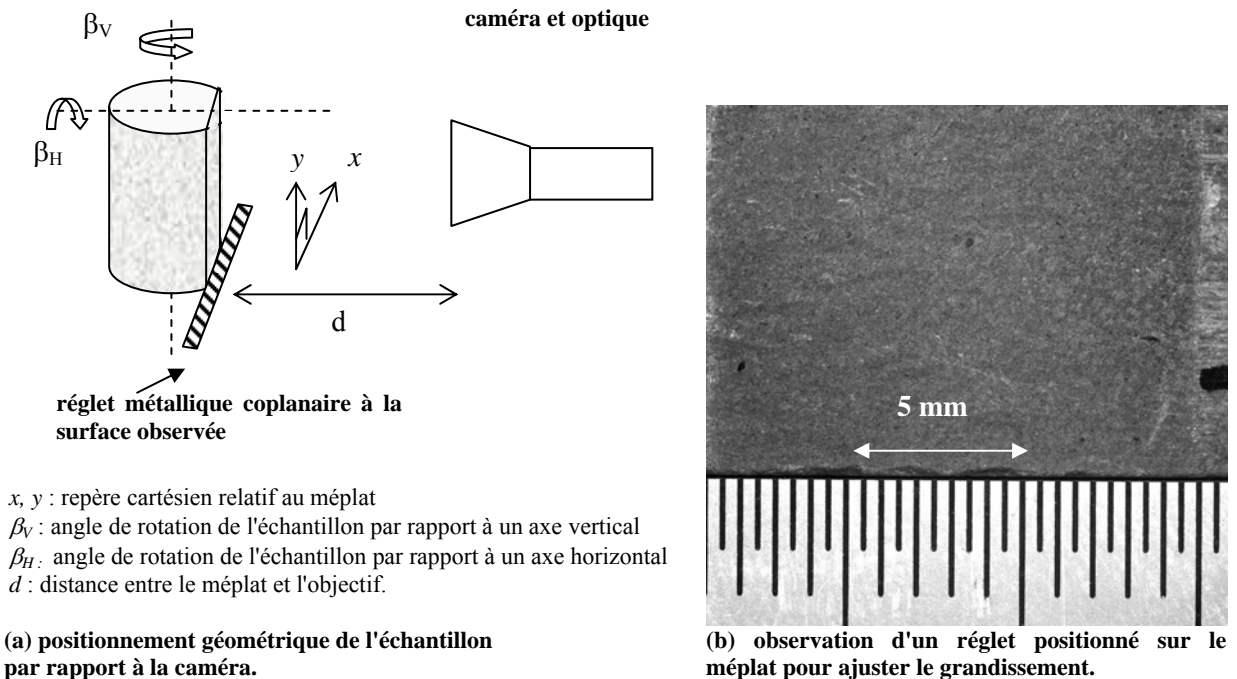 caméra et optique
βV
βH
y
x
d
réglet métallique coplanaire à la
surface observée
x, y : repère cartésien relatif au méplat
βV : angle de rotation de l'échantillon par rapport à un axe vertical
βH : angle de rotation de l'échantillon par rapport à un axe horizontal
d : distance entre le méplat et l'objectif.
(a) positionnement géométrique de l'échantillon
par rapport à la caméra.
5 mm
(b) observation d'un réglet positionné sur le
méplat pour ajuster le grandissement.